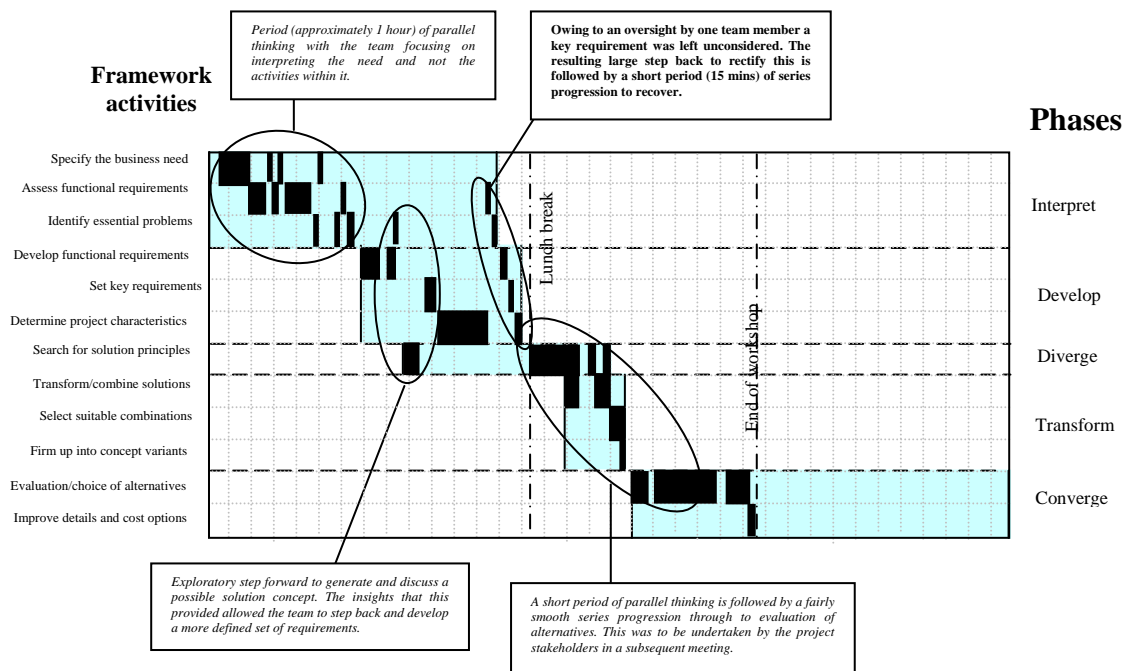 Period (approximately 1 hour) of parallel
thinking with the team focusing on
interpreting the need and not the
activities within it.
Owing to an oversight by one team member a
key requirement was left unconsidered. The
resulting large step back to rectify this is
followed by a short period (15 mins) of series
progression to recover.
Framework
activities
Phases
Specify the business need
Assess functional requirements
Identify essential problems
Develop functional requirements
Set key requirements
Determine project characteristics
Search for solution principles
Transform/combine solutions
Select suitable combinations
Firm up into concept variants
Evaluation/choice of alternatives
Improve details and cost options
Lunch break
End of workshop
Interpret
Develop
Diverge
Transform
Converge
Exploratory step forward to generate and discuss a
possible solution concept. The insights that this
provided allowed the team to step back and develop
a more defined set of requirements.
A short period of parallel thinking is followed by a fairly
smooth series progression through to evaluation of
alternatives. This was to be undertaken by the project
stakeholders in a subsequent meeting.